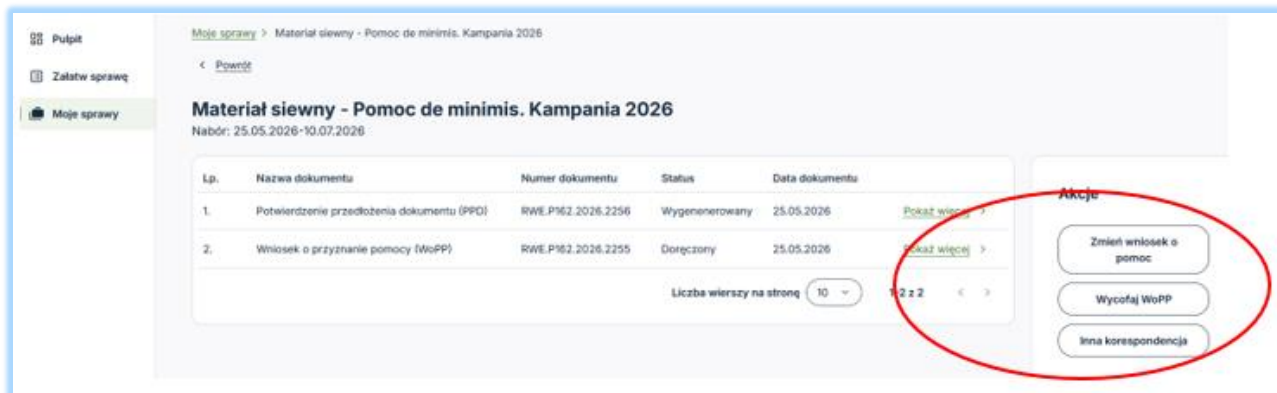 Pulpit
Załatw sprawę
Moje sprawy
Moje sprawy > Materiał siewny - Pomoc de minimis. Kampania 2026
< Powrót
Materiał siewny - Pomoc de minimis. Kampania 2026
Nabór: 25.05.2026-10.07.2026
Lp. Nazwa dokumentu Numer dokumentu Status Data dokumentu
1. Potwierdzenie przedłożenia dokumentu (PPD) RWE.P162.2026.2256 Wygenenerowany 25.05.2026 Pokaż więcej >
2. Wniosek o przyznanie pomocy (WoPP) RWE.P162.2026.2255 Doręczony 25.05.2026 Pokaż więcej >
Liczba wierszy na stronę 10 1-2 z 2 < >
Akcje
Zmień wniosek o
pomoc
Wycofaj WoPP
Inna korespondencja